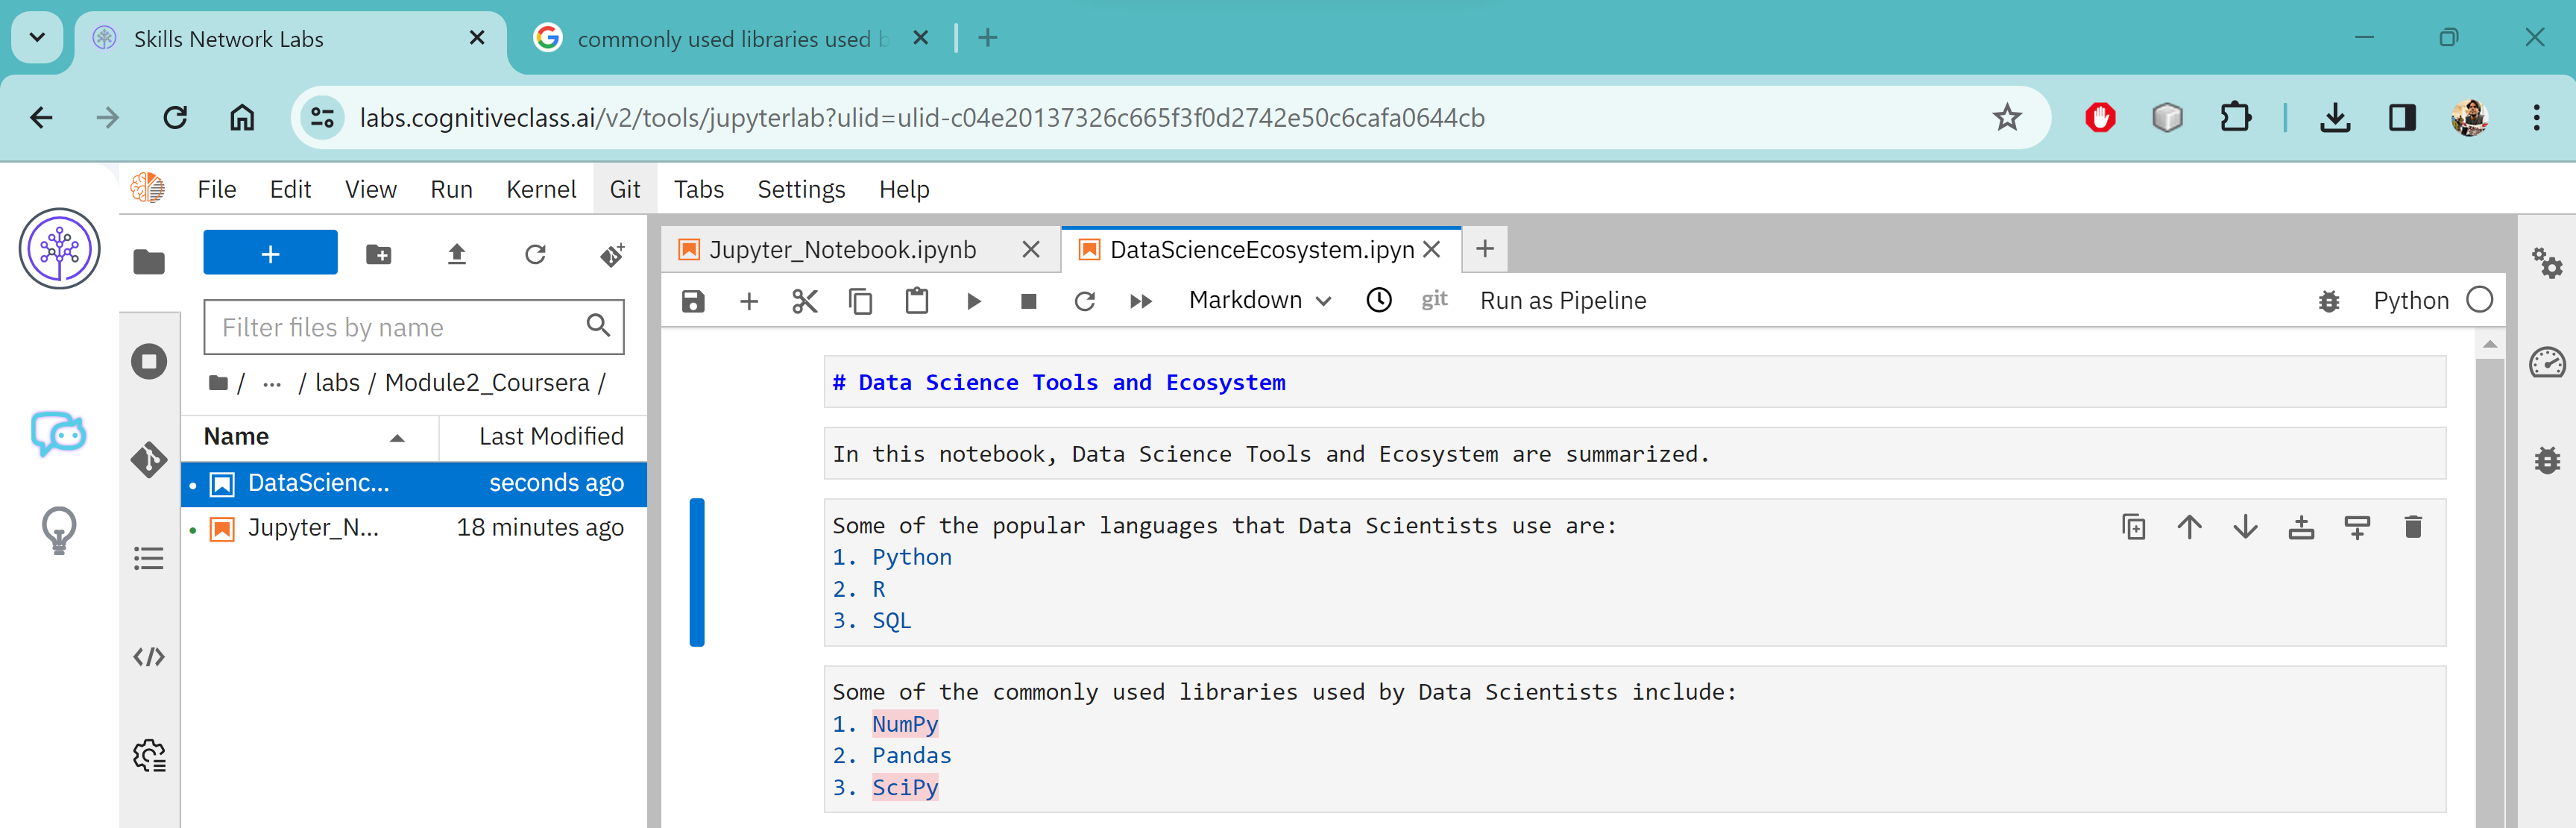 Skills Network Labs
commonly used libraries used b
labs.cognitiveclass.ai/v2/tools/jupyterlab?ulid=ulid-c04e20137326c665f3f0d2742e50c6cafa0644cb
File Edit View Run Kernel Git Tabs Settings Help
+
Jupyter_Notebook.ipynb
DataScienceEcosystem.ipyn
Filter files by name
Markdown
git
Run as Pipeline
Python
/ ... / labs / Module2_Coursera /
Name Last Modified
DataScienc... seconds ago
Jupyter_N... 18 minutes ago
# Data Science Tools and Ecosystem
In this notebook, Data Science Tools and Ecosystem are summarized.
Some of the popular languages that Data Scientists use are:
1. Python
2. R
3. SQL
Some of the commonly used libraries used by Data Scientists include:
1. NumPy
2. Pandas
3. SciPy